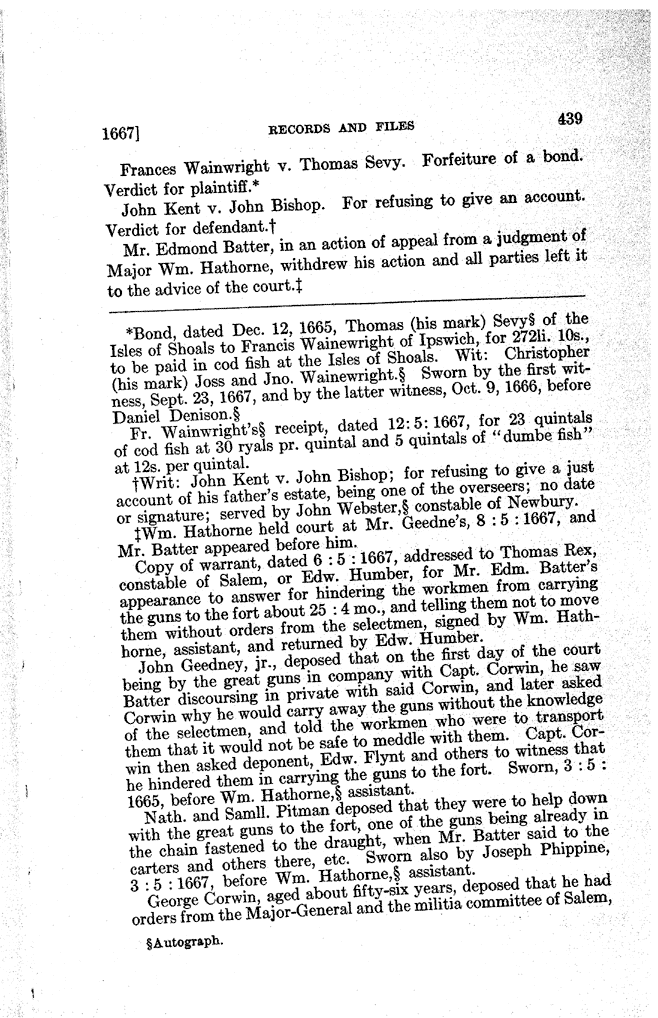 1667] RECORDS AND FILES 439
Frances Wainwright v. Thomas Sevy. Forfeiture of a bond.
Verdict for plaintiff.*
John Kent v. John Bishop. For refusing to give an account.
Verdict for defendant.†
Mr. Edmond Batter, in an action of appeal from a judgment of
Major Wm. Hathorne, withdrew his action and all parties left it
to the advice of the court.‡
*Bond, dated Dec. 12, 1665, Thomas (his mark) Sevy§ of the
Isles of Shoals to Francis Wainewright of Ipswich, for 272li. 10s.,
to be paid in cod fish at the Isles of Shoals. Wit: Christopher
(his mark) Joss and Jno. Wainewright.§ Sworn by the first wit-
ness, Sept. 23, 1667, and by the latter witness, Oct. 9, 1666, before
Daniel Denison.§
Fr. Wainwright's§ receipt, dated 12: 5: 1667, for 23 quintals
of cod fish at 30 ryals pr. quintal and 5 quintals of "dumbe fish"
at 12s. per quintal.
†Writ: John Kent v. John Bishop; for refusing to give a just
account of his father's estate, being one of the overseers; no date
or signature; served by John Webster,§ constable of Newbury.
‡Wm. Hathorne held court at Mr. Geedne's, 8 : 5 : 1667, and
Mr. Batter appeared before him.
Copy of warrant, dated 6 : 5 : 1667, addressed to Thomas Rex,
constable of Salem, or Edw. Humber, for Mr. Edm. Batter's
appearance to answer for hindering the workmen from carrying
the guns to the fort about 25 : 4 mo., and telling them not to move
them without orders from the selectmen, signed by Wm. Hath-
horne, assistant, and returned by Edw. Humber.
John Geedney, jr., deposed that on the first day of the court
being by the great guns in company with Capt. Corwin, he saw
Batter discoursing in private with said Corwin, and later asked
Corwin why he would carry away the guns without the knowledge
of the selectmen, and told the workmen who were to transport
them that it would not be safe to meddle with them. Capt. Cor-
win then asked deponent, Edw. Flynt and others to witness that
he hindered them in carrying the guns to the fort. Sworn, 3 : 5 :
1665, before Wm. Hathorne,§ assistant.
Nath. and Samll. Pitman deposed that they were to help down
with the great guns to the fort, one of the guns being already in
the chain fastened to the draught, when Mr. Batter said to the
carters and others there, etc. Sworn also by Joseph Phippine,
3 : 5 : 1667, before Wm. Hathorne,§ assistant.
George Corwin, aged about fifty-six years, deposed that he had
orders from the Major-General and the militia committee of Salem,
§Autograph.